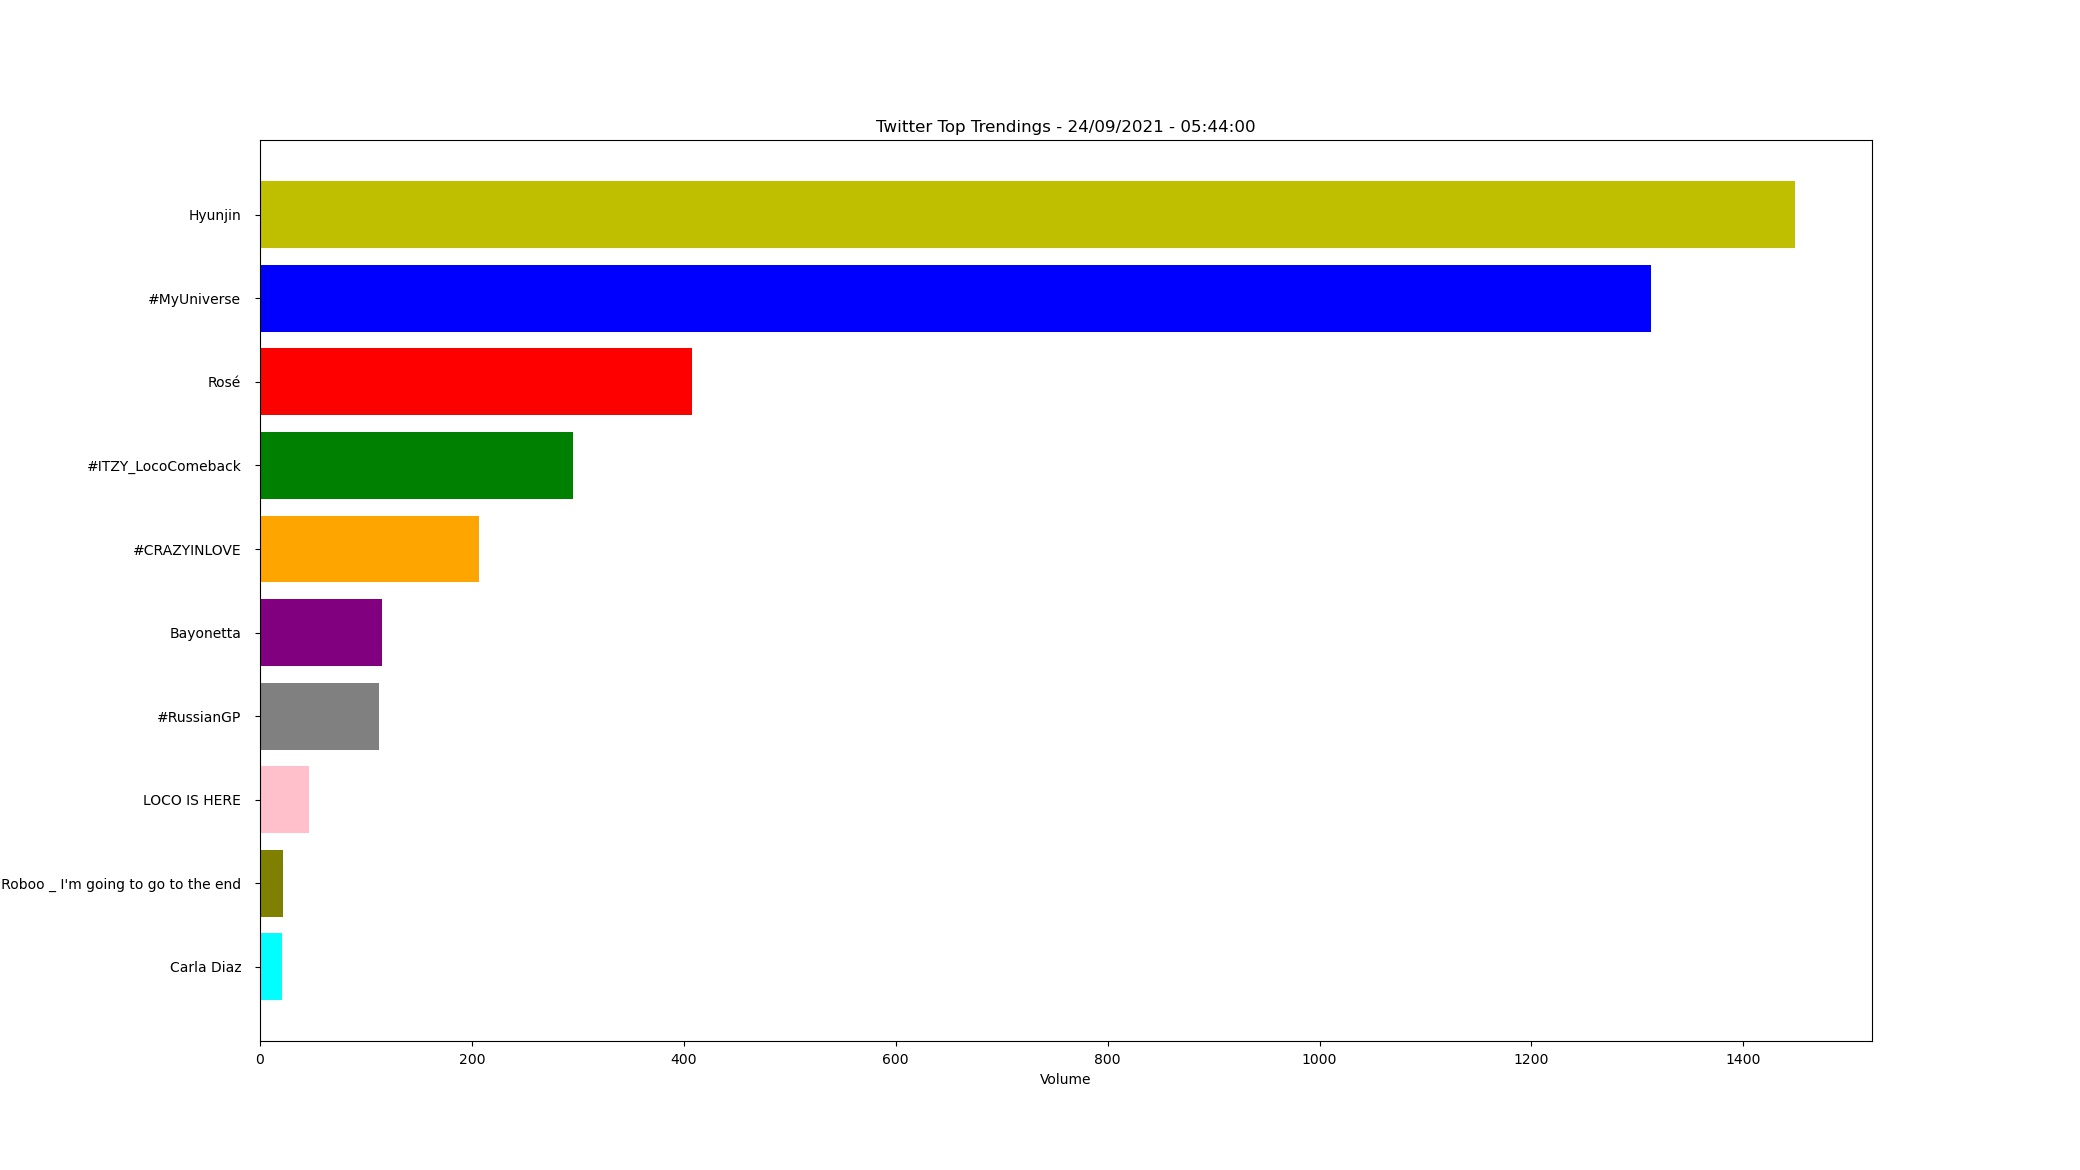 Twitter Top Trendings - 24/09/2021 - 05:44:00
Hyunjin
#MyUniverse
Rosé
#ITZY_LocoComeback
#CRAZYINLOVE
Bayonetta
#RussianGP
LOCO IS HERE
Roboo _ I'm going to go to the end
Carla Diaz
0 200 400 600 800 1000 1200 1400
Volume